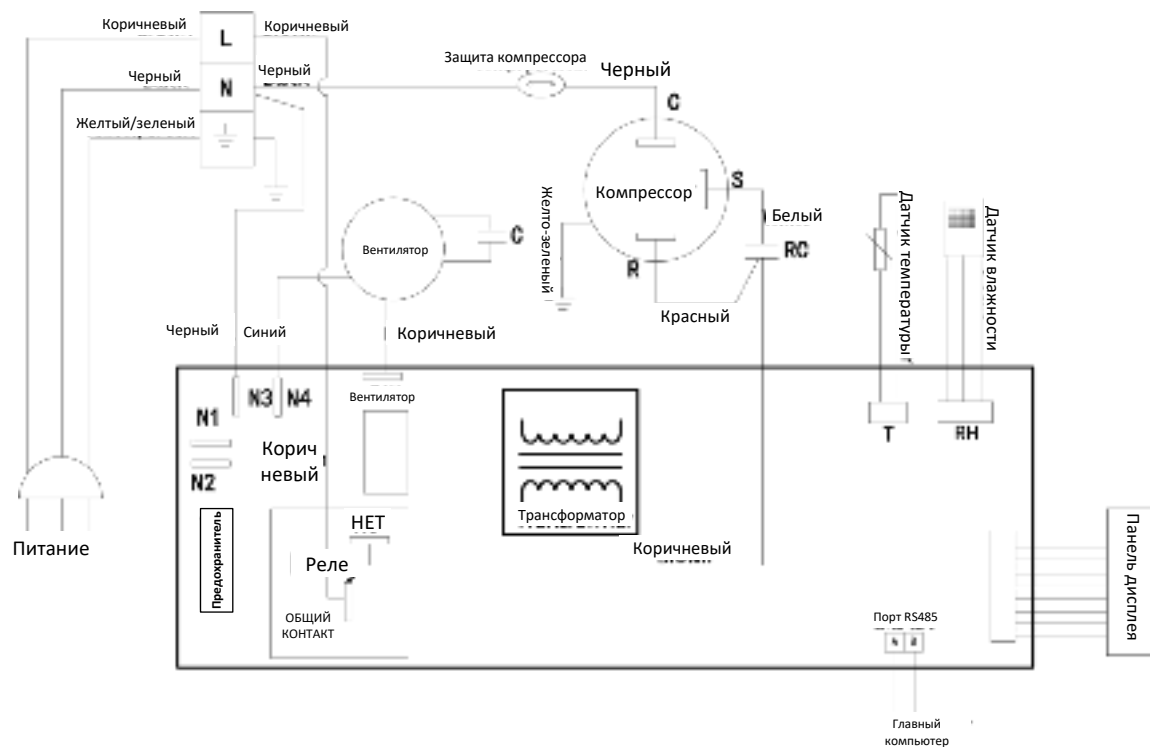 Коричневый
L
Коричневый
Защита компрессора
Черный
Черный
N
Черный
C
Желтый/зеленый
Компрессор
S
Желто-зеленый
Белый
Датчик температуры
Датчик влажности
Вентилятор
C
R
RC
Красный
Черный
Синий
Коричневый
N3
N4
Вентилятор
N1
T
RH
Корич
невый
N2
Трансформатор
НЕТ
Коричневый
Питание
Предохранитель
Реле
ОБЩИЙ
КОНТАКТ
Порт RS485
Панель дисплея
Главный
компьютер